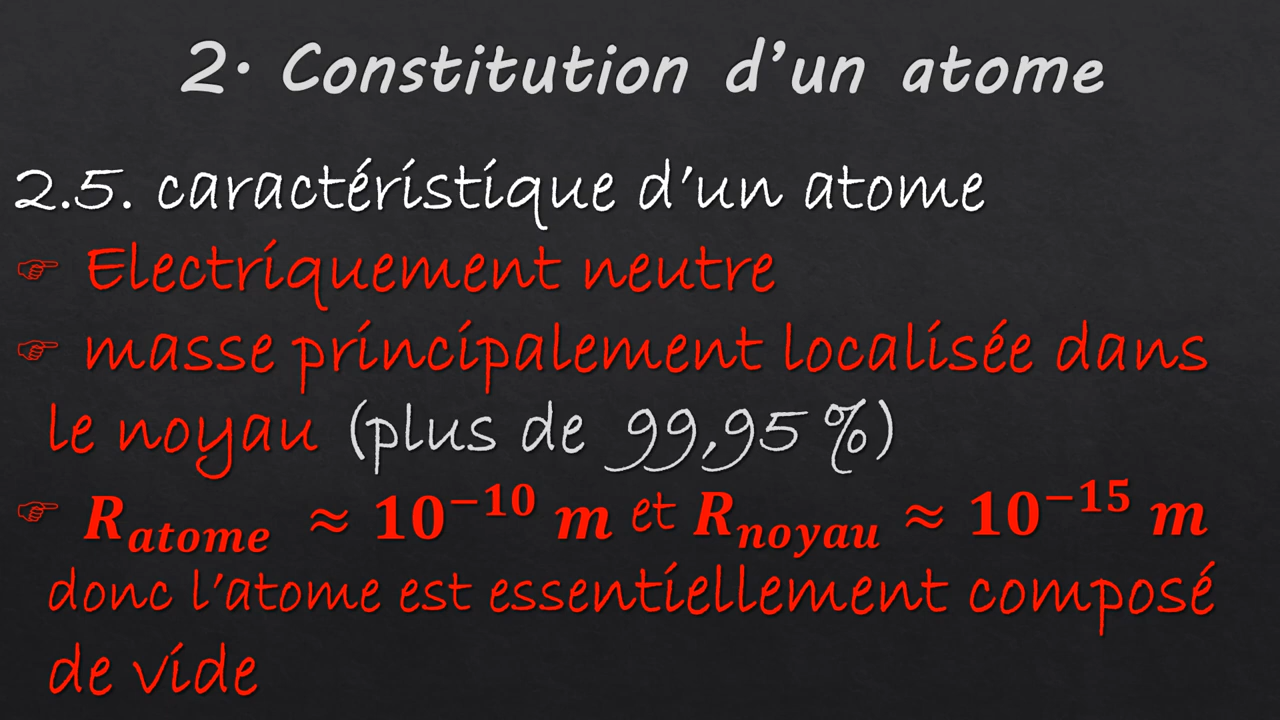 2. Constitution d’un atome
2.5. caractéristique d’un atome
☞ Electriquement neutre
☞ masse principalement localisée dans
le noyau (plus de 99,95 %)
☞ R_atome ≈ 10⁻¹⁰ m et R_noyau ≈ 10⁻¹⁵ m
donc l’atome est essentiellement composé
de vide